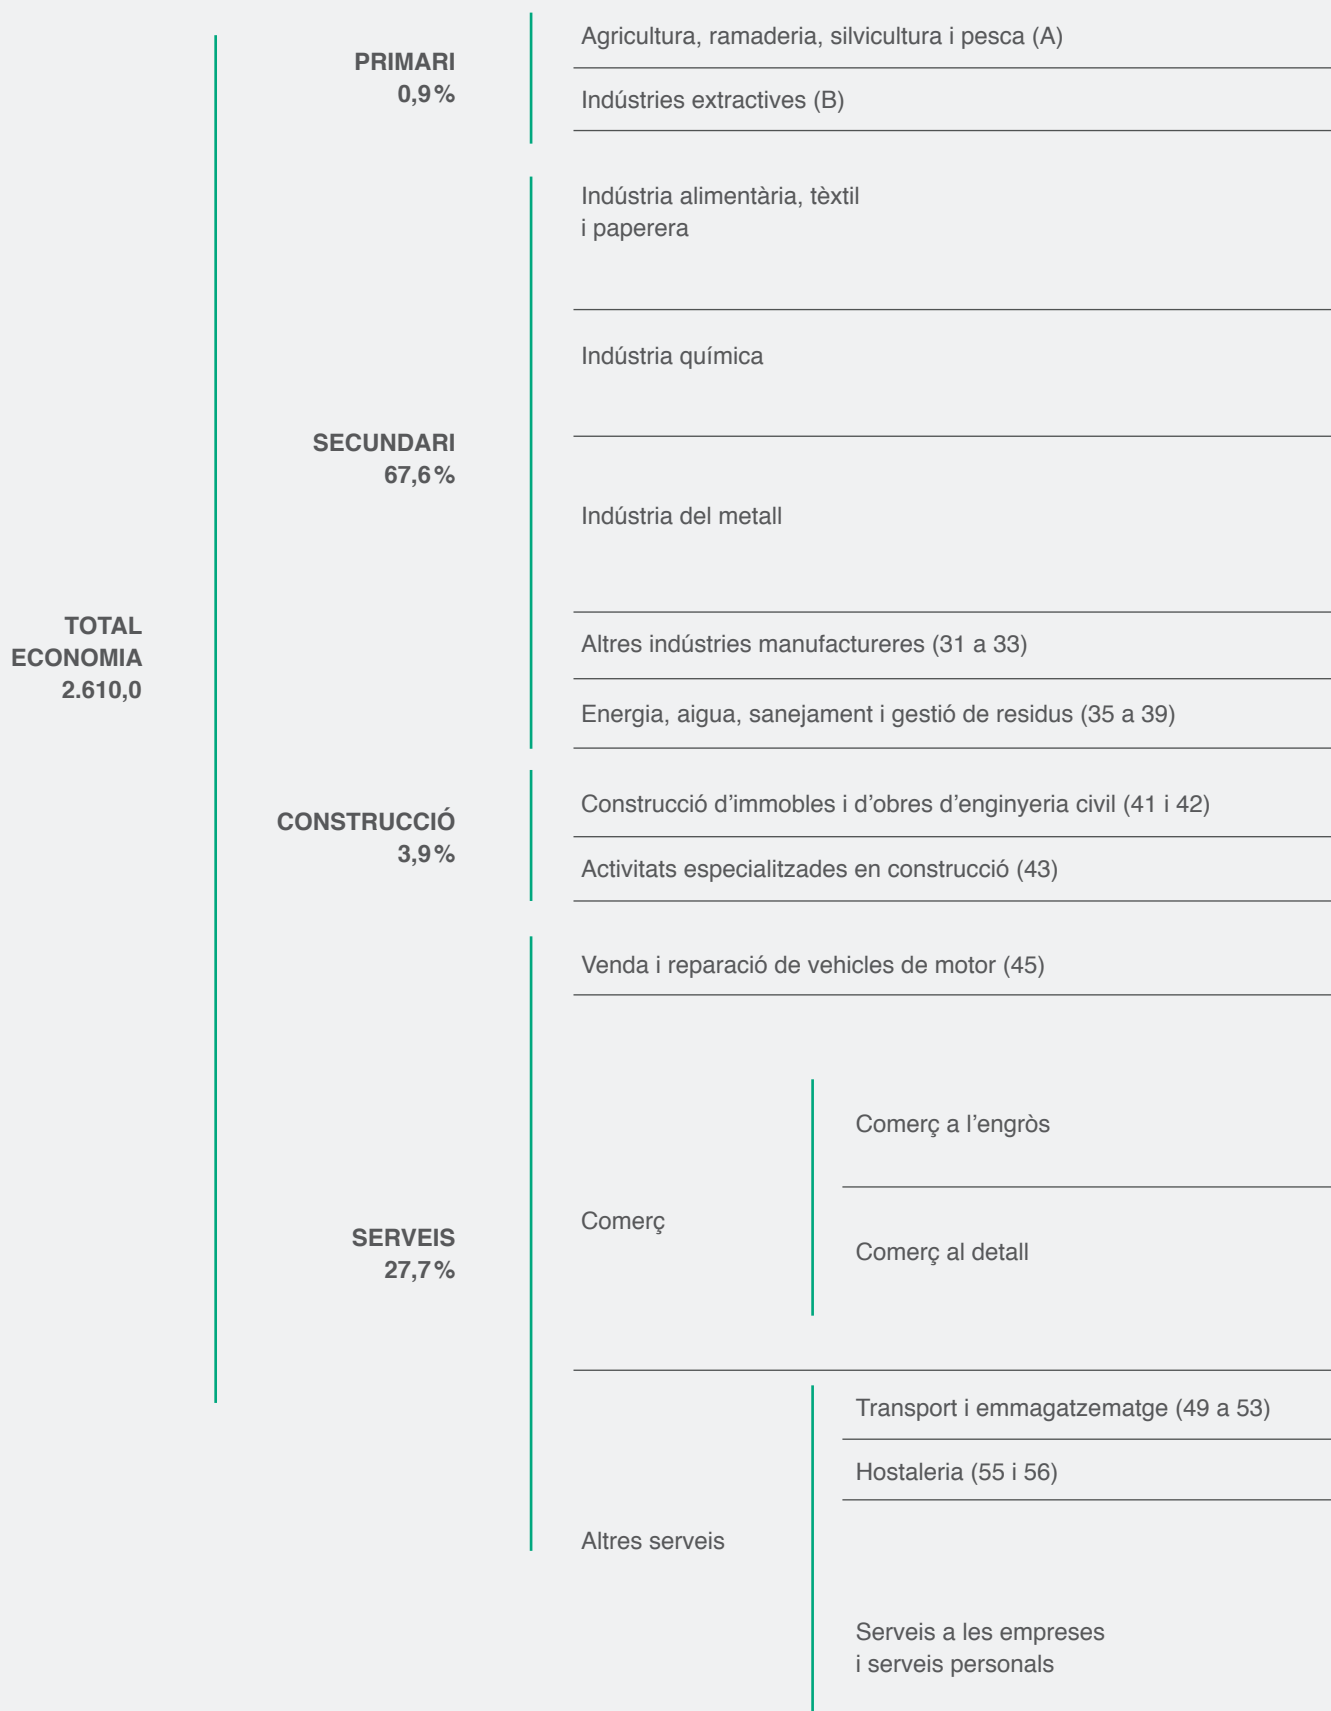 TOTAL
ECONOMIA
2.610,0
PRIMARI
0,9 %
Agricultura, ramaderia, silvicultura i pesca (A)
Indústries extractives (B)
SECUNDARI
67,6 %
Indústria alimentària, tèxtil
i paperera
Indústria química
Indústria del metall
Altres indústries manufactureres (31 a 33)
Energia, aigua, sanejament i gestió de residus (35 a 39)
CONSTRUCCIÓ
3,9 %
Construcció d’immobles i d’obres d’enginyeria civil (41 i 42)
Activitats especialitzades en construcció (43)
SERVEIS
27,7 %
Venda i reparació de vehicles de motor (45)
Comerç
Comerç a l’engròs
Comerç al detall
Altres serveis
Transport i emmagatzematge (49 a 53)
Hostaleria (55 i 56)
Serveis a les empreses
i serveis personals